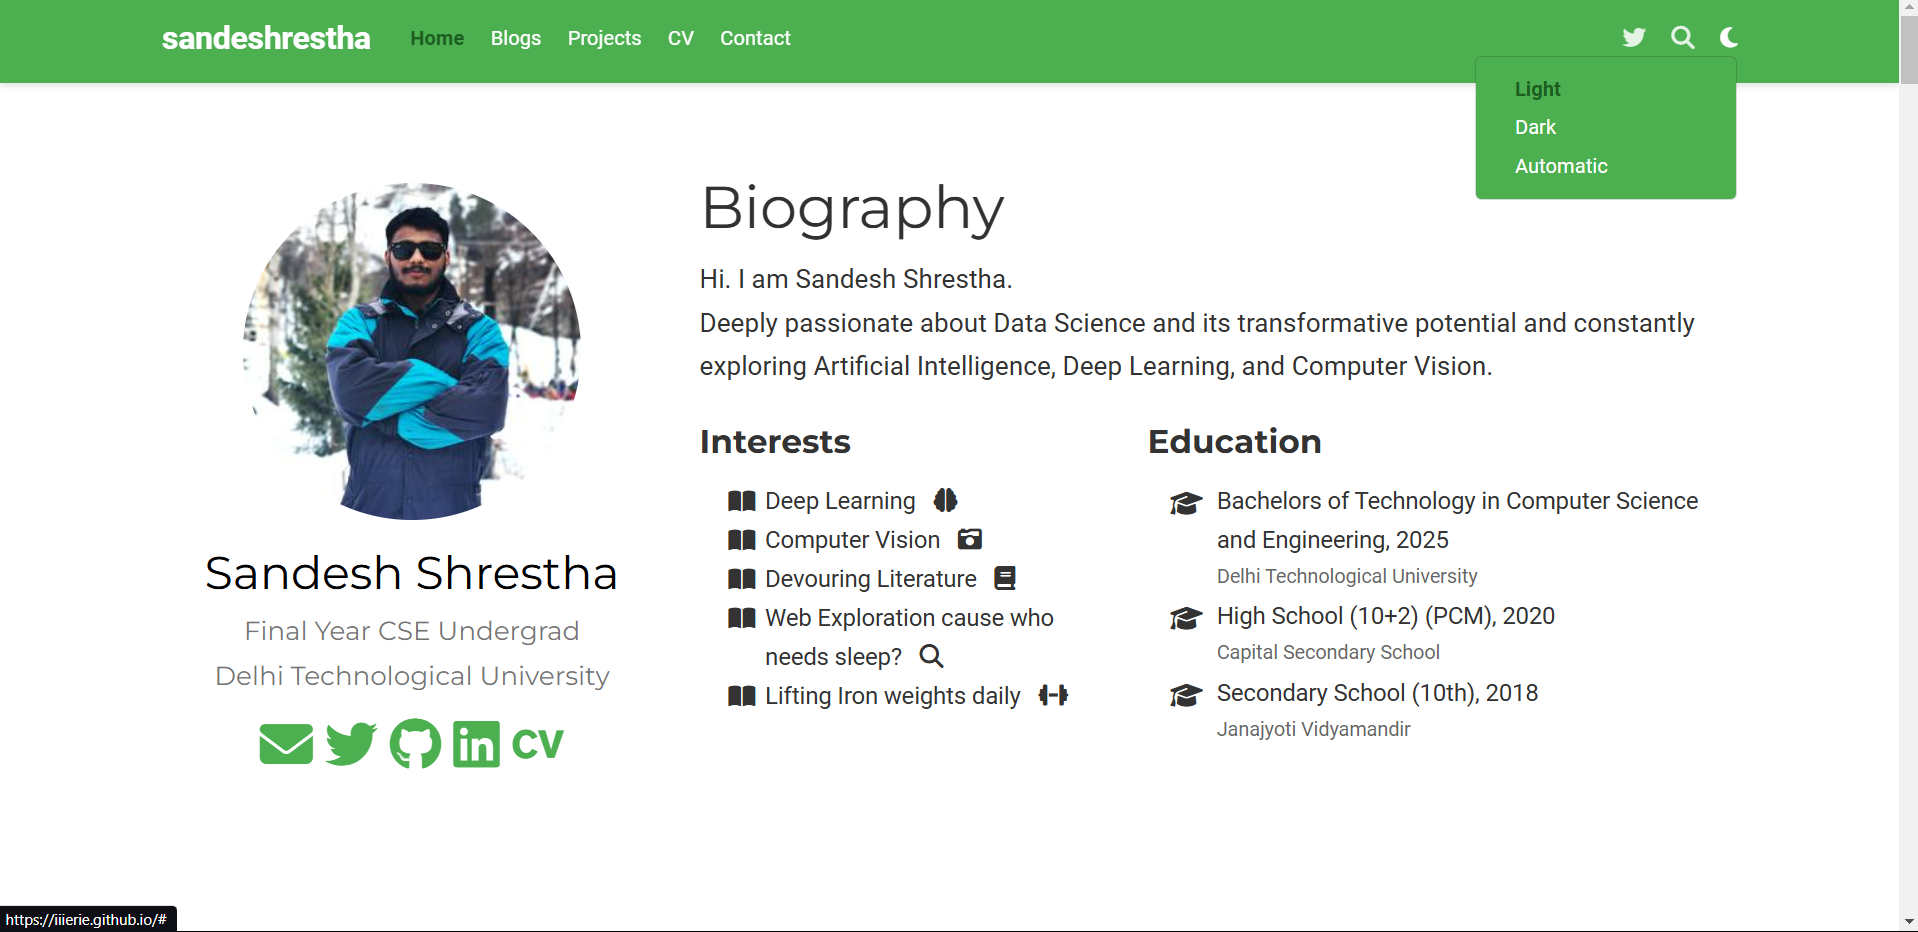 sandeshrestha Home Blogs Projects CV Contact
Light
Dark
Automatic
Sandesh Shrestha
Final Year CSE Undergrad
Delhi Technological University
CV
Biography
Hi. I am Sandesh Shrestha.
Deeply passionate about Data Science and its transformative potential and constantly
exploring Artificial Intelligence, Deep Learning, and Computer Vision.
Interests
Deep Learning
Computer Vision
Devouring Literature
Web Exploration cause who
needs sleep?
Lifting Iron weights daily
Education
Bachelors of Technology in Computer Science
and Engineering, 2025
Delhi Technological University
High School (10+2) (PCM), 2020
Capital Secondary School
Secondary School (10th), 2018
Janajyoti Vidyamandir
https://iiierie.github.io/#